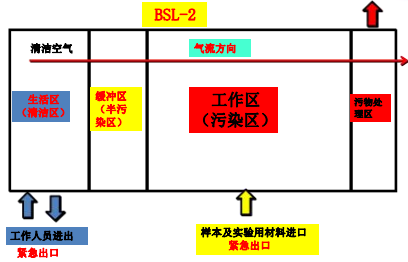 BSL-2
清洁空气
气流方向
生活区
（清洁区）
缓冲区
（半污
染区）
工作区
（污染区）
污物处
理区
工作人员进出
紧急出口
样本及实验用材料进口
紧急出口